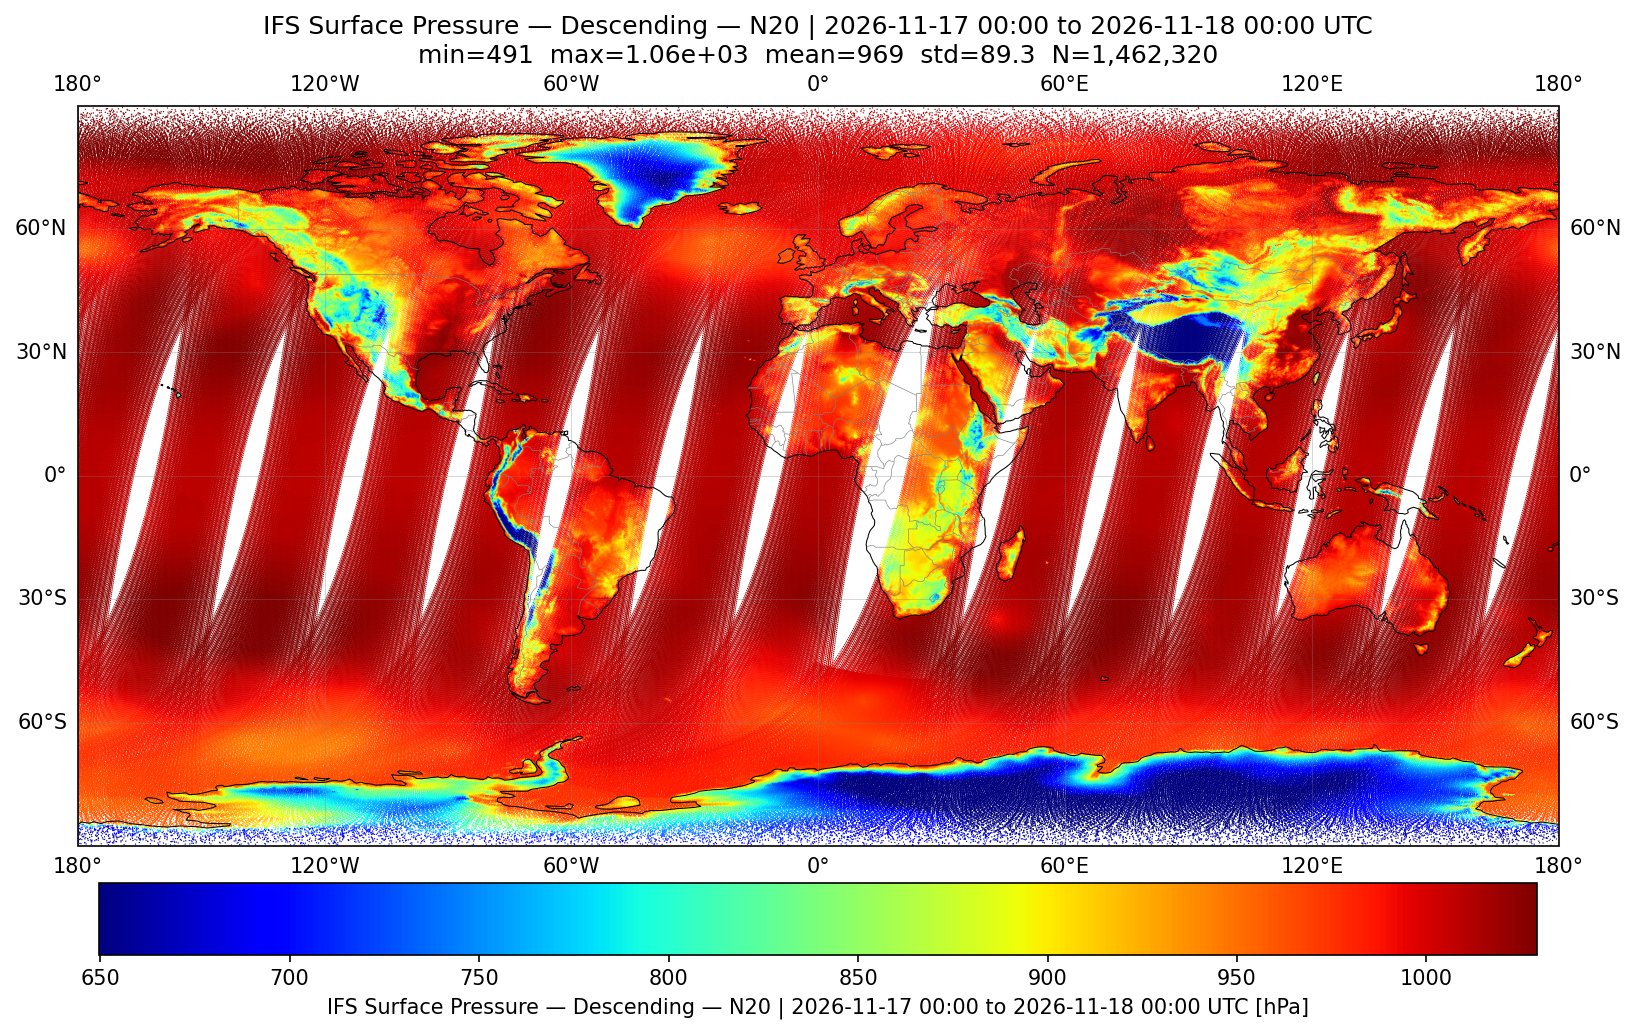 IFS Surface Pressure — Descending — N20 | 2026-11-17 00:00 to 2026-11-18 00:00 UTC
min=491 max=1.06e+03 mean=969 std=89.3 N=1,462,320
180° 120°W 60°W 0° 60°E 120°E 180°
60°N 60°N
30°N 30°N
0° 0°
30°S 30°S
60°S 60°S
180° 120°W 60°W 0° 60°E 120°E 180°
650 700 750 800 850 900 950 1000
IFS Surface Pressure — Descending — N20 | 2026-11-17 00:00 to 2026-11-18 00:00 UTC [hPa]